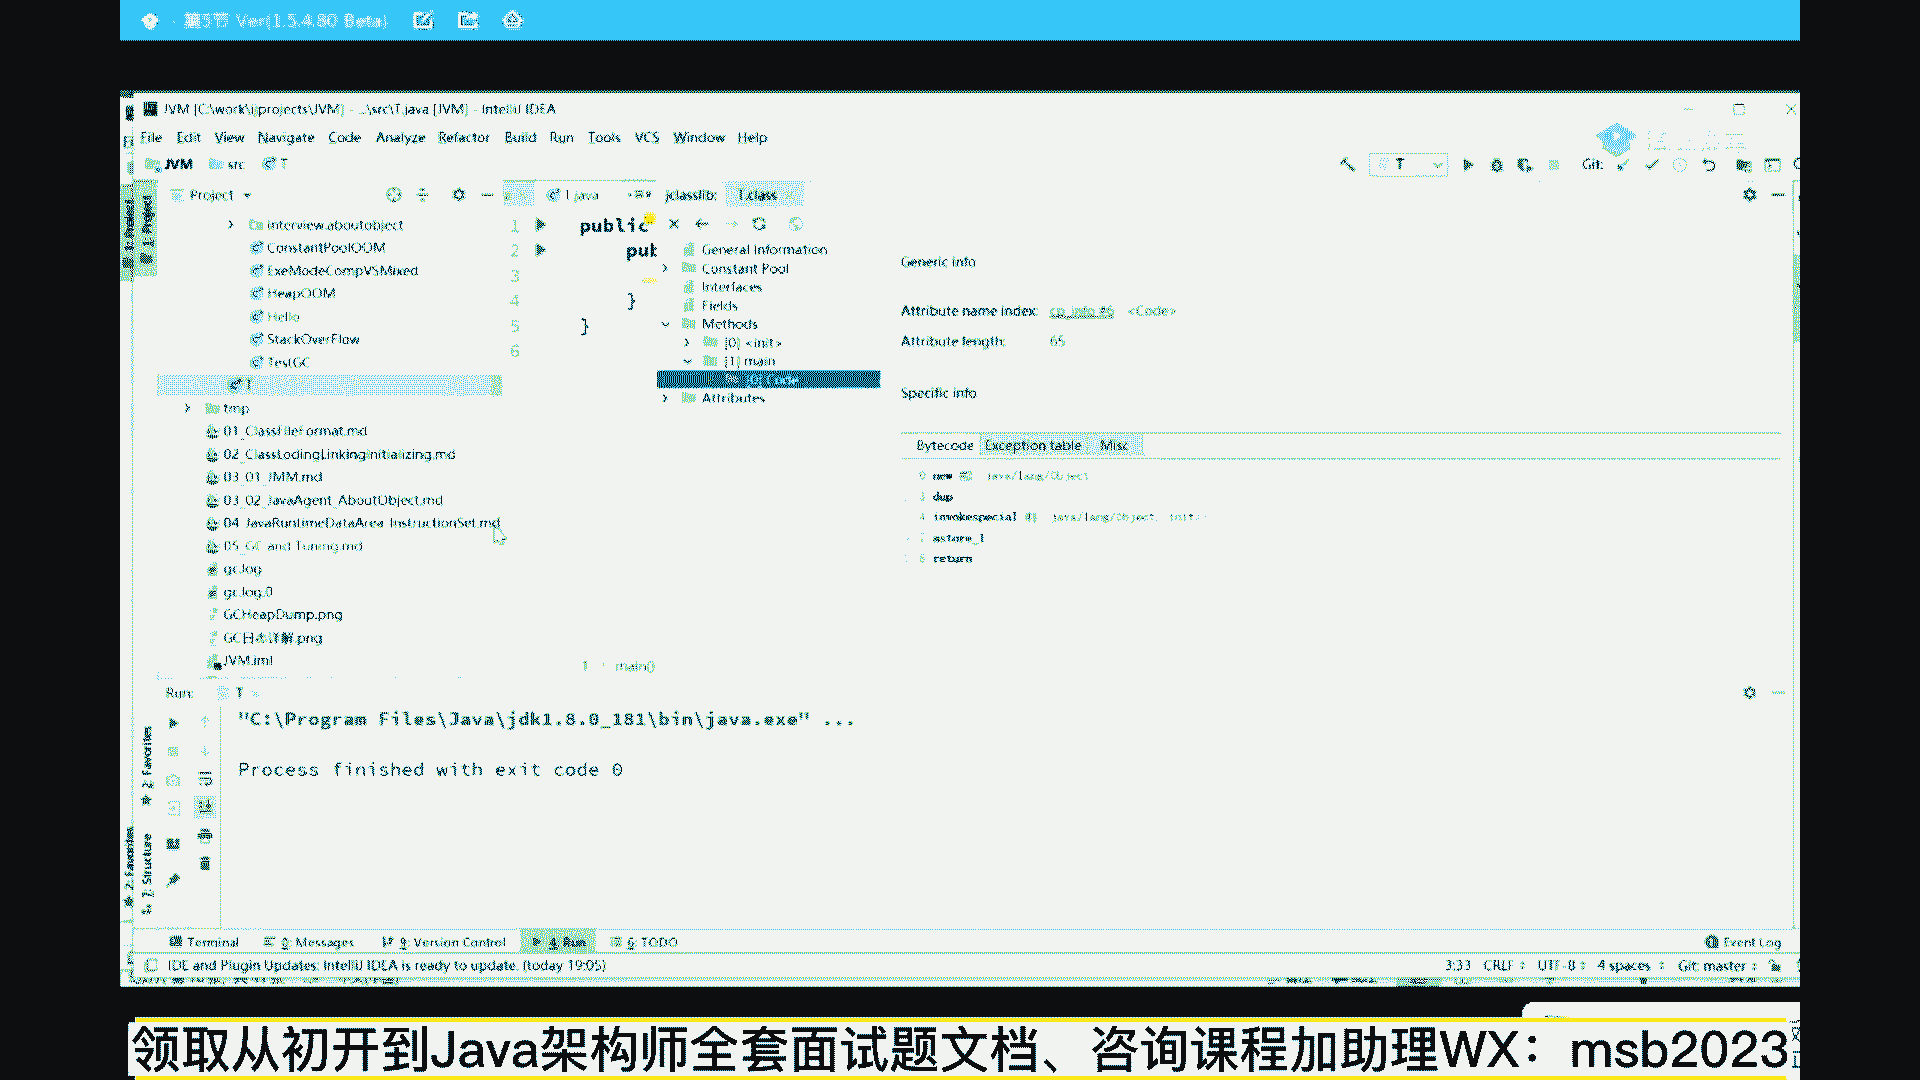 第5节 Ver(1.5.4.80 Beta)
JVM [C:\work\ijprojects\JVM] - ...\src\T.java [JVM] - IntelliJ IDEA
File Edit View Navigate Code Analyze Refactor Build Run Tools VCS Window Help
JVM src T
T Git:
Project T.java jclasslib: T.class
1: Project
interview.aboutobject
ConstantPoolOOM
ExeModeCompVSMixed
HeapOOM
Hello
StackOverFlow
TestGC
T
tmp
01_ClassFileFormat.md
02_ClassLodingLinkingInitializing.md
03_01_JMM.md
03_02_JavaAgent_AboutObject.md
04_JavaRuntimeDataArea_InstructionSet.md
05_GC and Tuning.md
gc.log
gc.log.0
GCHeapDump.png
GC日志详解.png
JVM.iml
1 public
2 pub
3
4 }
5 }
6
main()
General Information
Constant Pool
Interfaces
Fields
Methods
[0] <init>
[1] main
[0] Code
Attributes
Generic info
Attribute name index: cp_info #6 <Code>
Attribute length: 65
Specific info
Bytecode Exception table Misc
0 new #2 java/lang/Object
3 dup
4 invokespecial #1 java/lang/Object.<init>
7 astore_1
8 return
Run: T
"C:\Program Files\Java\jdk1.8.0_181\bin\java.exe" ...
Process finished with exit code 0
2: Favorites
7: Structure
Terminal 0: Messages 9: Version Control 4: Run 6: TODO Event Log
IDE and Plugin Updates: IntelliJ IDEA is ready to update. (today 19:05) 3:33 CRLF UTF-8 4 spaces Git: master
领取从初开到Java架构师全套面试题文档、咨询课程加助理WX：msb2023